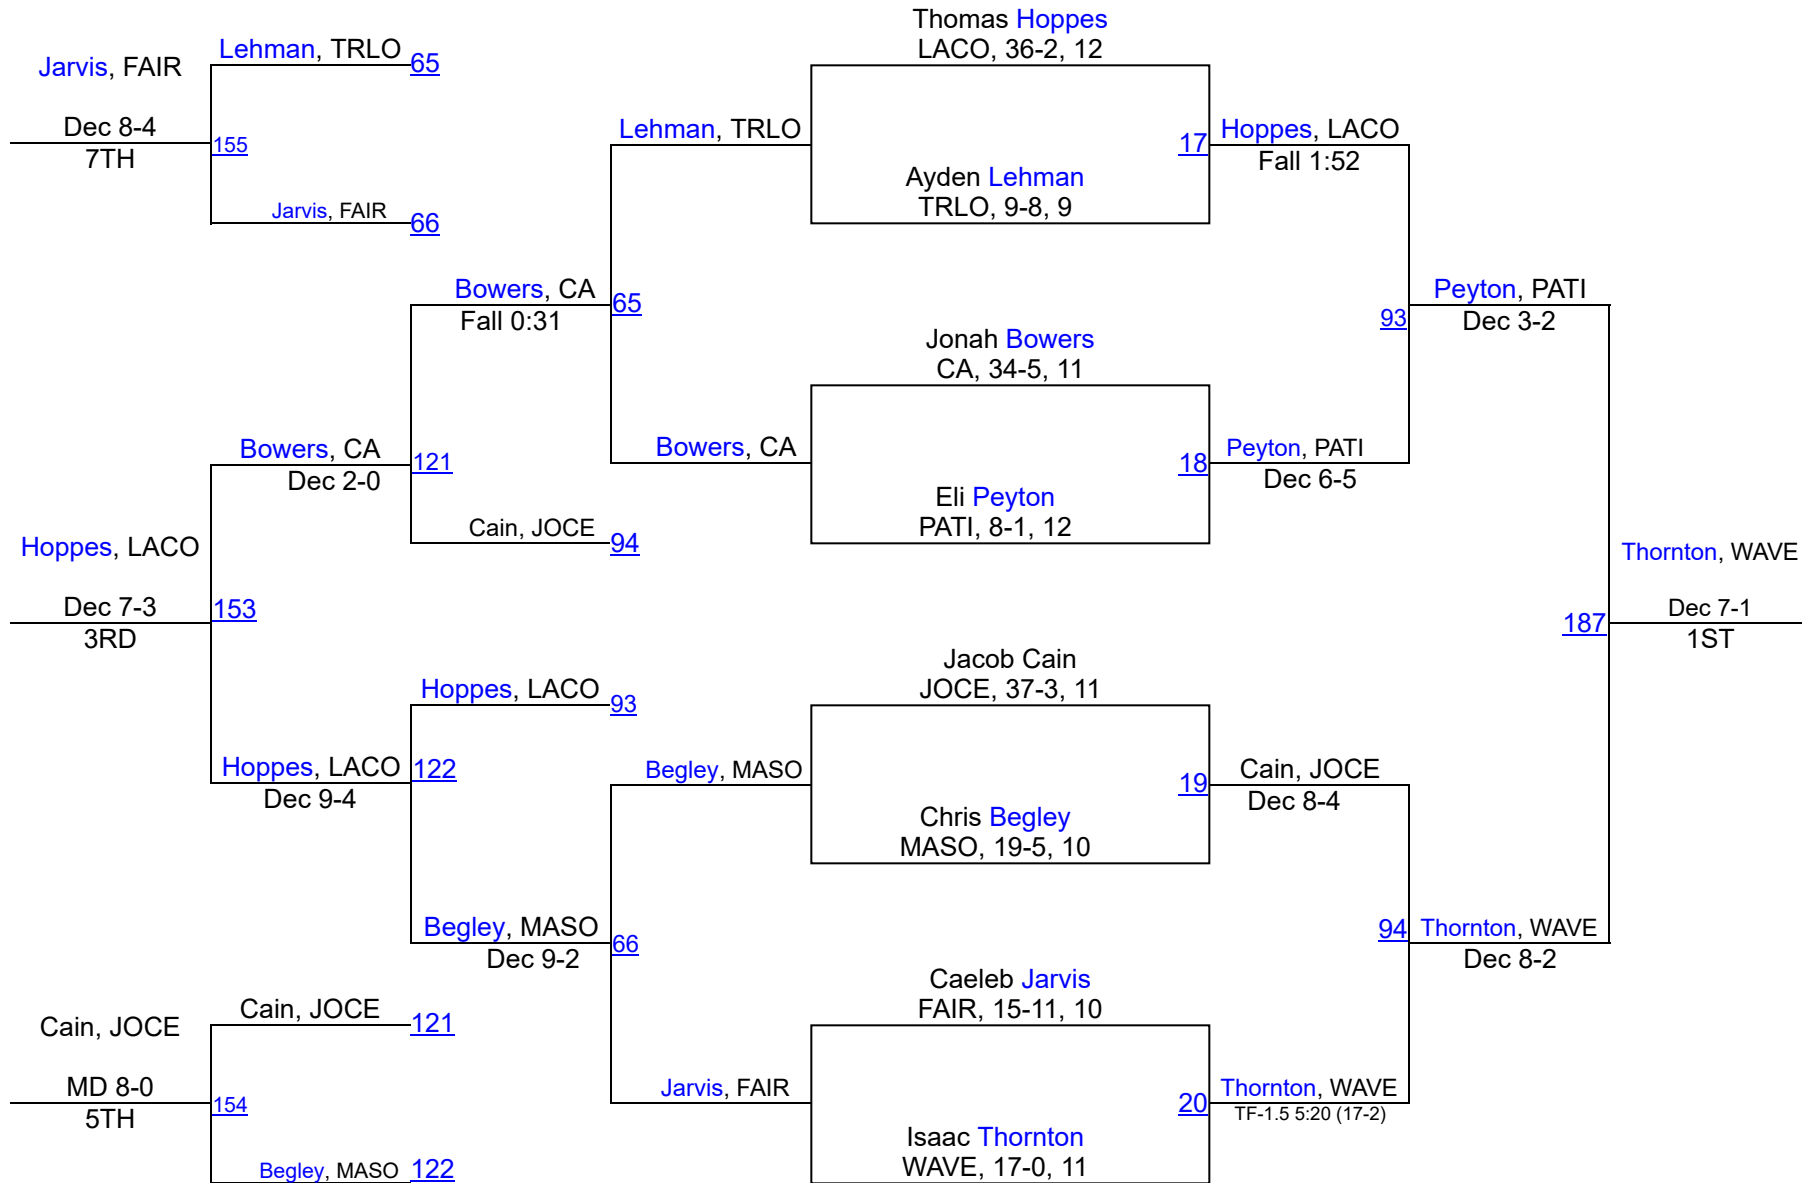 Jarvis, FAIR
Dec 8-4
7TH
Lehman, TRLO
65
155
Jarvis, FAIR
66
Bowers, CA
Fall 0:31
Bowers, CA
Dec 2-0
121
Cain, JOCE
94
Hoppes, LACO
Dec 7-3
3RD
153
Hoppes, LACO
93
Hoppes, LACO
Dec 9-4
122
Begley, MASO
Dec 9-2
Cain, JOCE
MD 8-0
5TH
Cain, JOCE
121
154
Begley, MASO
122
Lehman, TRLO
65
Bowers, CA
Begley, MASO
66
Jarvis, FAIR
Thomas Hoppes
LACO, 36-2, 12
17
Ayden Lehman
TRLO, 9-8, 9
Jonah Bowers
CA, 34-5, 11
18
Eli Peyton
PATI, 8-1, 12
Jacob Cain
JOCE, 37-3, 11
19
Chris Begley
MASO, 19-5, 10
Caeleb Jarvis
FAIR, 15-11, 10
20
Isaac Thornton
WAVE, 17-0, 11
Hoppes, LACO
Fall 1:52
93
Peyton, PATI
Dec 6-5
Cain, JOCE
Dec 8-4
94
Thornton, WAVE
TF-1.5 5:20 (17-2)
Peyton, PATI
Dec 3-2
187
Thornton, WAVE
Dec 8-2
Thornton, WAVE
Dec 7-1
1ST